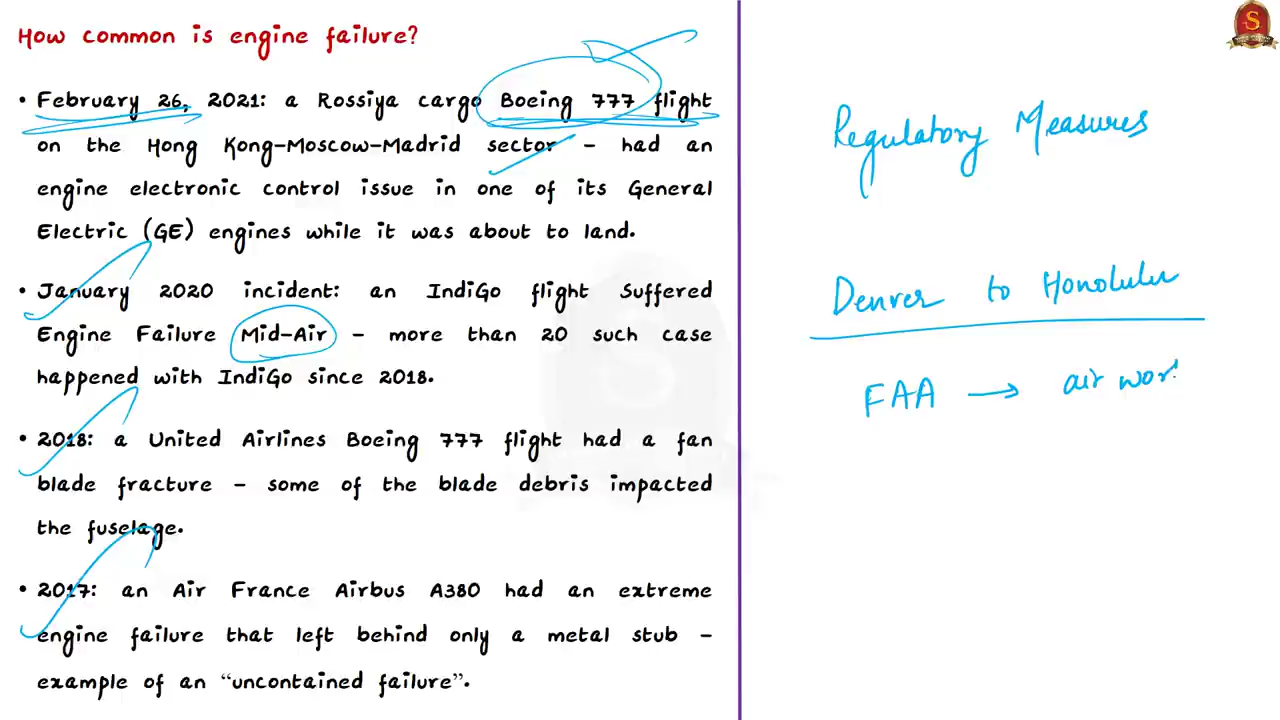 How common is engine failure?
• February 26, 2021: a Rossiya cargo Boeing 777 flight
on the Hong Kong-Moscow-Madrid sector - had an
engine electronic control issue in one of its General
Electric (GE) engines while it was about to land.
• January 2020 incident: an IndiGo flight Suffered
Engine Failure Mid-Air - more than 20 such case
happened with IndiGo since 2018.
• 2018: a United Airlines Boeing 777 flight had a fan
blade fracture - some of the blade debris impacted
the fuselage.
• 2017: an Air France Airbus A380 had an extreme
engine failure that left behind only a metal stub -
example of an “uncontained failure”.
S
Regulatory Measures
Denver to Honolulu
FAA → air wor